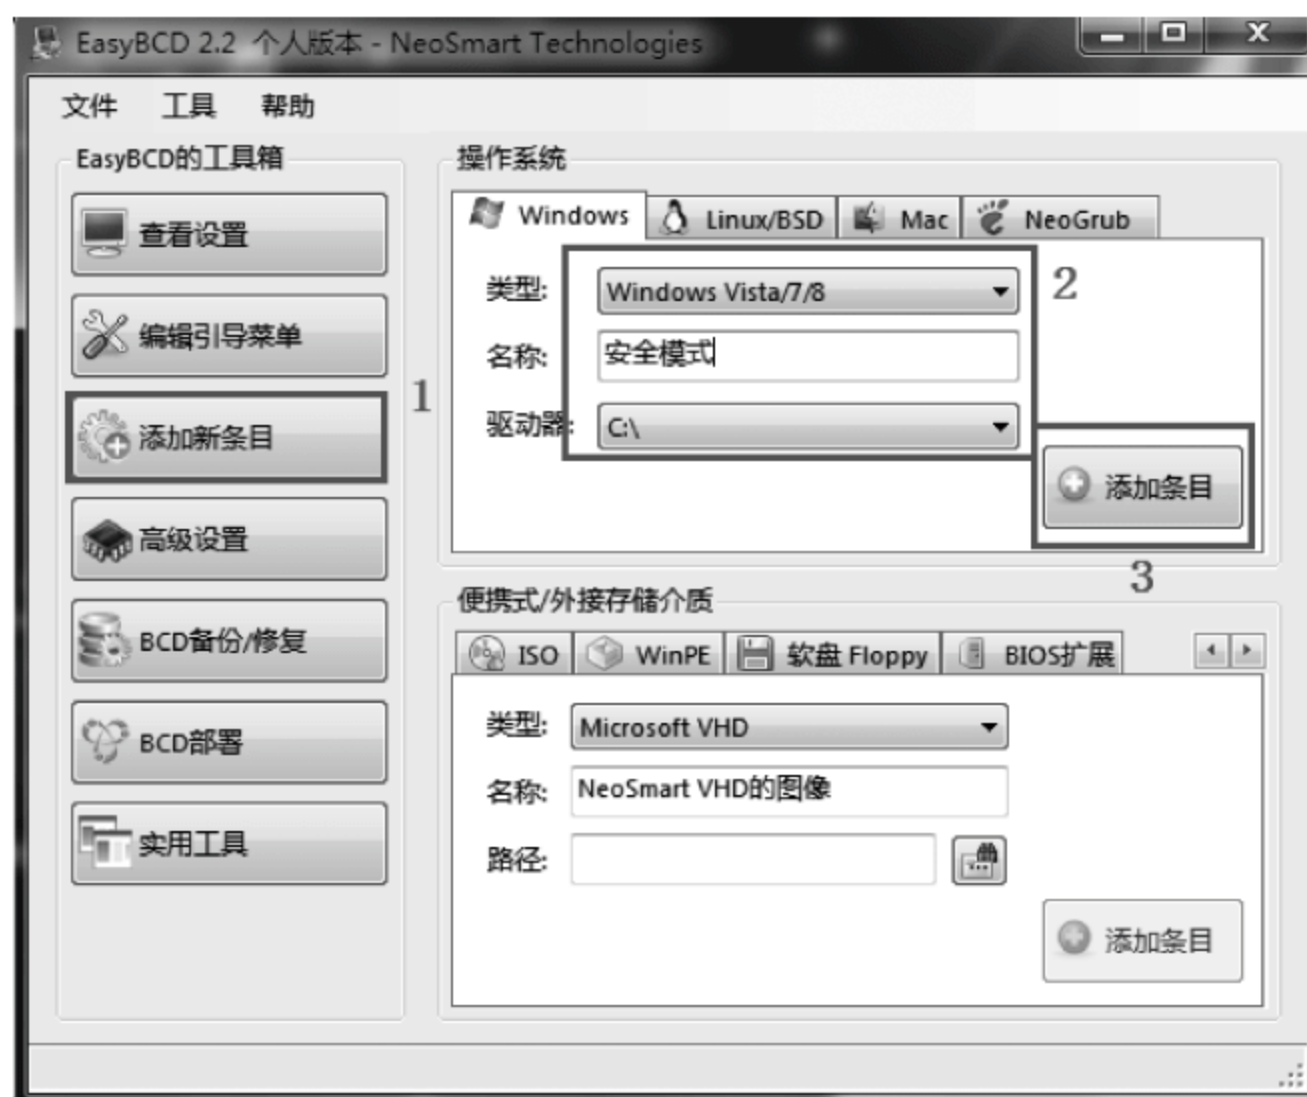 EasyBCD 2.2 个人版本 - NeoSmart Technologies
文件 工具 帮助
EasyBCD的工具箱
查看设置
编辑引导菜单
添加新条目
1
高级设置
BCD备份/修复
BCD部署
实用工具
操作系统
Windows Linux/BSD Mac NeoGrub
类型: Windows Vista/7/8
2
名称: 安全模式
驱动器: C:\
添加条目
3
便携式/外接存储介质
ISO WinPE 软盘 Floppy BIOS扩展
类型: Microsoft VHD
名称: NeoSmart VHD的图像
路径:
添加条目